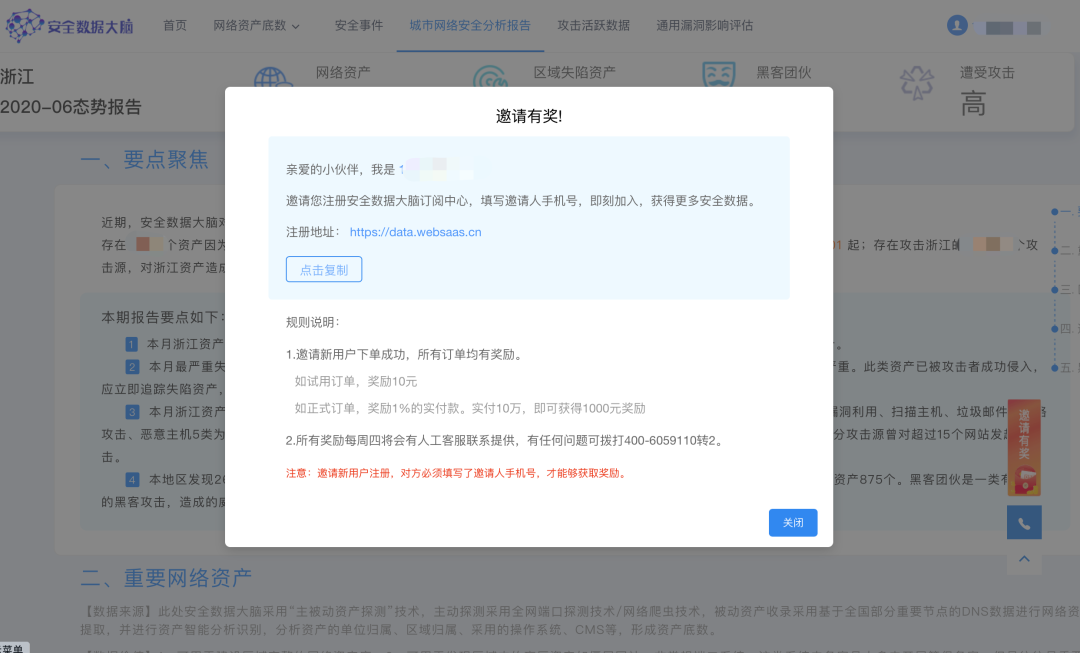 安全数据大脑 首页 网络资产底数 安全事件 城市网络安全分析报告 攻击活跃数据 通用漏洞影响评估
浙江
2020-06态势报告
网络资产
区域失陷资产
黑客团伙
遭受攻击
高
邀请有奖!
亲爱的小伙伴，我是 1
邀请您注册安全数据大脑订阅中心，填写邀请人手机号，即刻加入，获得更多安全数据。
注册地址： https://data.websaas.cn
点击复制
规则说明：
1.邀请新用户下单成功，所有订单均有奖励。
如试用订单，奖励10元
如正式订单，奖励1%的实付款。实付10万，即可获得1000元奖励
2.所有奖励每周四将会有人工客服联系提供，有任何问题可拨打400-6059110转2。
注意：邀请新用户注册，对方必须填写了邀请人手机号，才能够获取奖励。
关闭
一、要点聚焦
近期，安全数据大脑对
存在 个资产因为 起；存在攻击浙江的 个攻
击源，对浙江资产造成
本期报告要点如下：
1 本月浙江资产 。
2 本月最严重失 重。此类资产已被攻击者成功侵入，
应立即追踪失陷资产，
3 本月浙江资产 漏洞利用、扫描主机、垃圾邮件 络
攻击、恶意主机5类为 分攻击源曾对超过15个网站发起
击。
4 本地区发现2 资产875个。黑客团伙是一类有
的黑客攻击，造成的威
一、
二、
三、
四、
五、
邀请有奖
二、重要网络资产
【数据来源】此处安全数据大脑采用“主被动资产探测”技术，主动探测采用全网端口探测技术/网络爬虫技术，被动资产收录采用基于全国部分重要节点的DNS数据进行网络资
提取，并进行资产智能分析识别，分析资产的单位归属、区域归属、采用的操作系统、CMS等，形成资产底数。
菜单